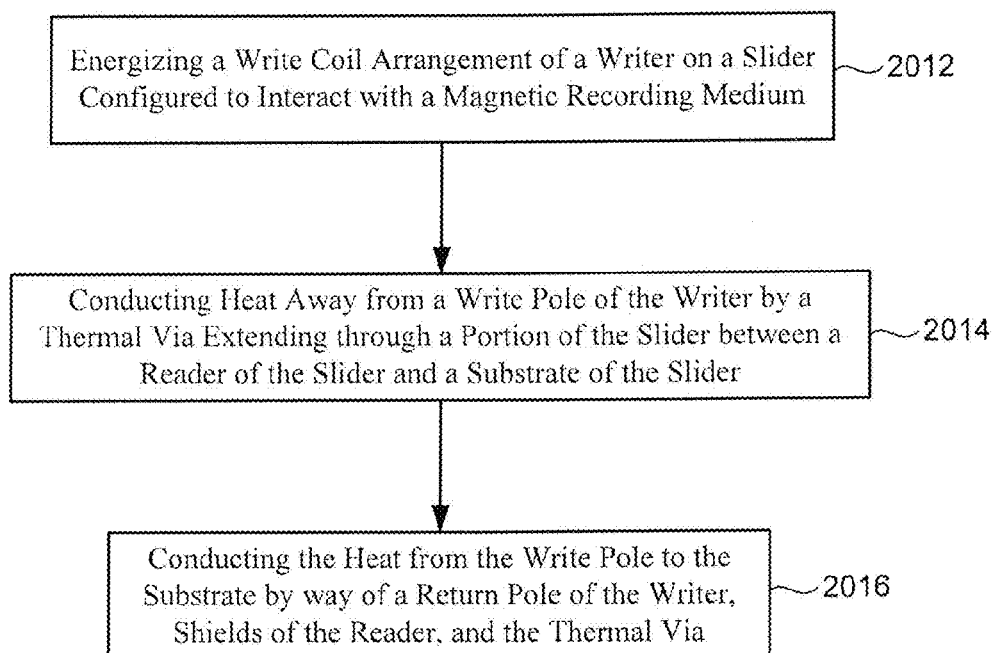 Energizing a Write Coil Arrangement of a Writer on a Slider
Configured to Interact with a Magnetic Recording Medium
2012
Conducting Heat Away from a Write Pole of the Writer by a
Thermal Via Extending through a Portion of the Slider between a
Reader of the Slider and a Substrate of the Slider
2014
Conducting the Heat from the Write Pole to the
Substrate by way of a Return Pole of the Writer,
Shields of the Reader, and the Thermal Via
2016